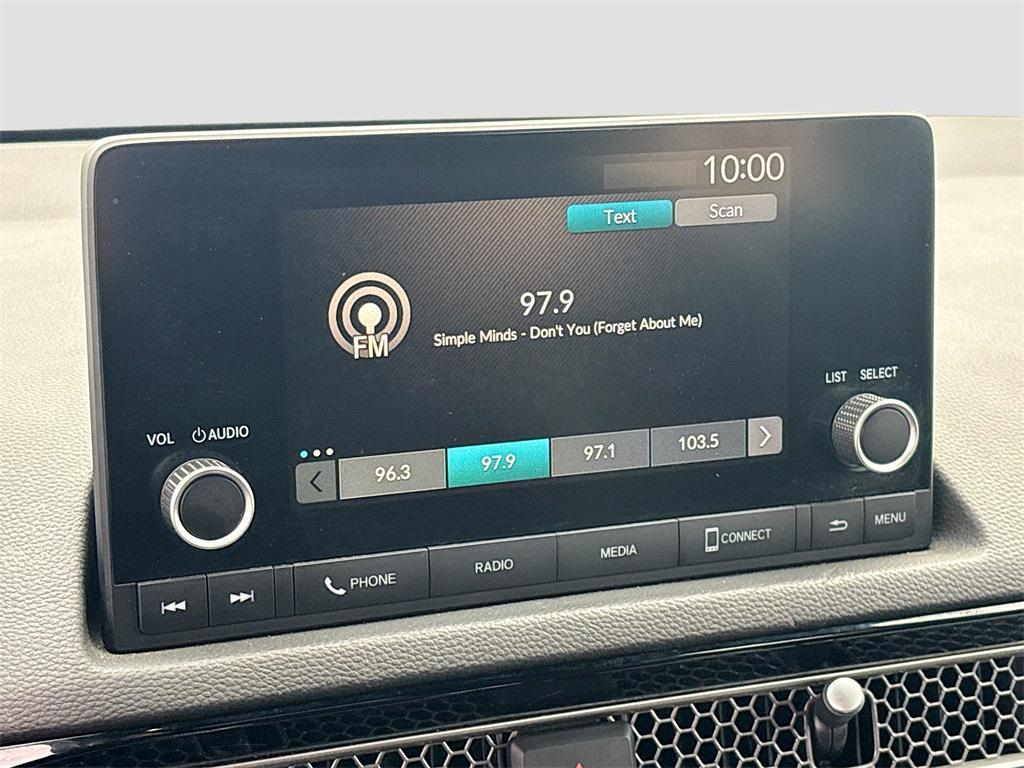 10:00
Text Scan
97.9
Simple Minds - Don't You (Forget About Me)
FM
LIST SELECT
VOL AUDIO
96.3 97.9 97.1 103.5
PHONE RADIO MEDIA CONNECT MENU